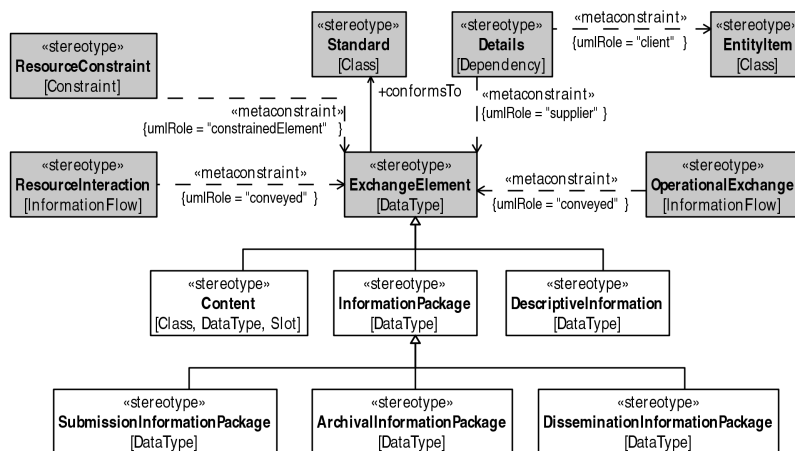 «stereotype»
ResourceConstraint
[Constraint]
«stereotype»
Standard
[Class]
«stereotype»
Details
[Dependency]
«metaconstraint»
{umlRole = "client" }
«stereotype»
EntityItem
[Class]
«metaconstraint»
{umlRole = "constrainedElement" }
+conformsTo
«metaconstraint»
{umlRole = "supplier" }
«stereotype»
ResourceInteraction
[InformationFlow]
«metaconstraint»
{umlRole = "conveyed" }
«stereotype»
ExchangeElement
[DataType]
«metaconstraint»
{umlRole = "conveyed" }
«stereotype»
OperationalExchange
[InformationFlow]
«stereotype»
Content
[Class, DataType, Slot]
«stereotype»
InformationPackage
[DataType]
«stereotype»
DescriptiveInformation
[DataType]
«stereotype»
SubmissionInformationPackage
[DataType]
«stereotype»
ArchivalInformationPackage
[DataType]
«stereotype»
DisseminationInformationPackage
[DataType]